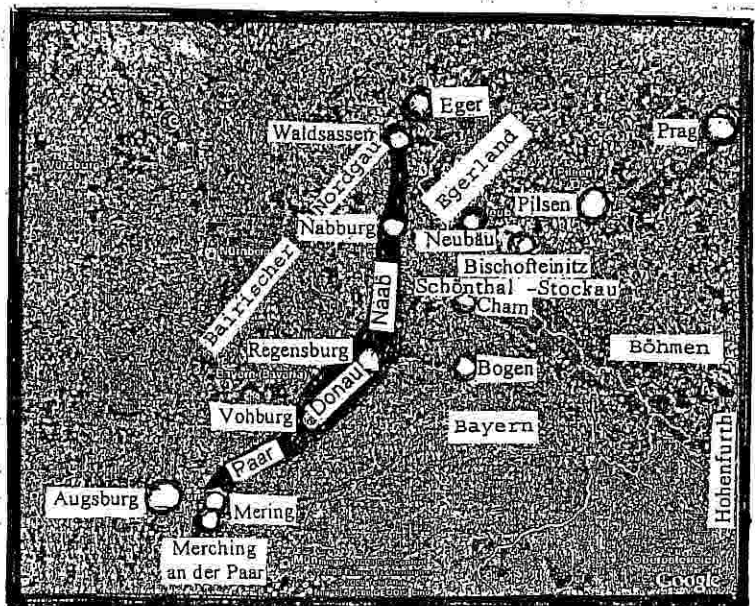 Eger
Waldsassen
Prag
Nordgau
Egerland
Pilsen
Nabburg
Neubäu
Bischofteinitz
Bairischer
Naab
Schönthal -Stockau
Cham
Regensburg
Böhmen
Donau
Bogen
Vohburg
Bayern
Paar
Hohenfurth
Augsburg
Mering
Merching
an der Paar
Google